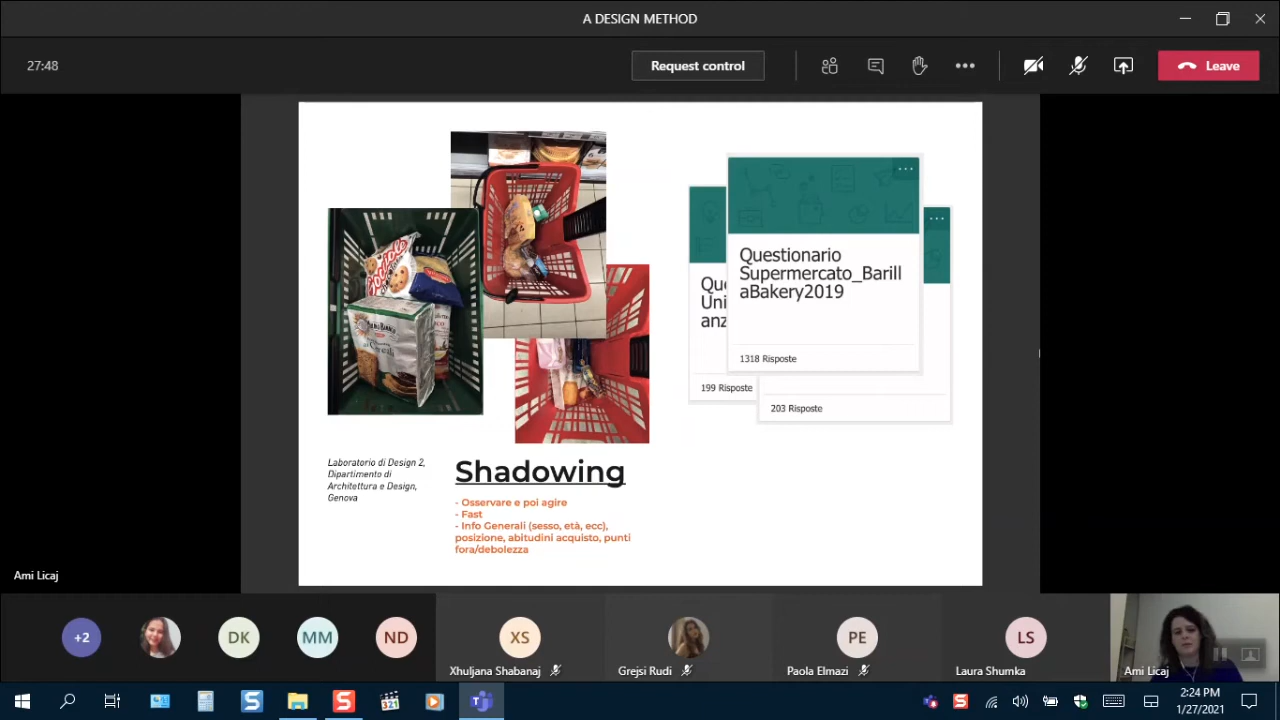 A DESIGN METHOD
27:48
Request control
Leave
Questionario
Supermercato_Barill
aBakery2019
1318 Risposte
Que
Uni
anz
199 Risposte
203 Risposte
Laboratorio di Design 2,
Dipartimento di
Architettura e Design,
Genova
Shadowing
- Osservare e poi agire
- Fast
- Info Generali (sesso, età, ecc),
posizione, abitudini acquisto, punti
fora/debolezza
Ami Licaj
+2
DK
MM
ND
XS
Xhuljana Shabanaj
Grejsi Rudi
PE
Paola Elmazi
LS
Laura Shumka
Ami Licaj
321
2:24 PM
1/27/2021